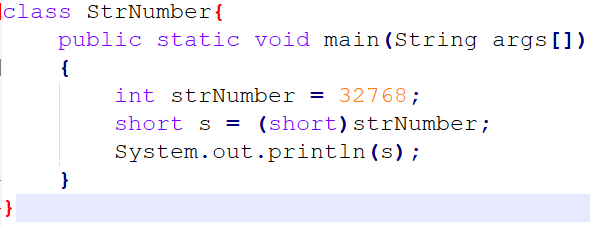 class StrNumber{
public static void main(String args[])
{
int strNumber = 32768;
short s = (short)strNumber;
System.out.println(s);
}
}